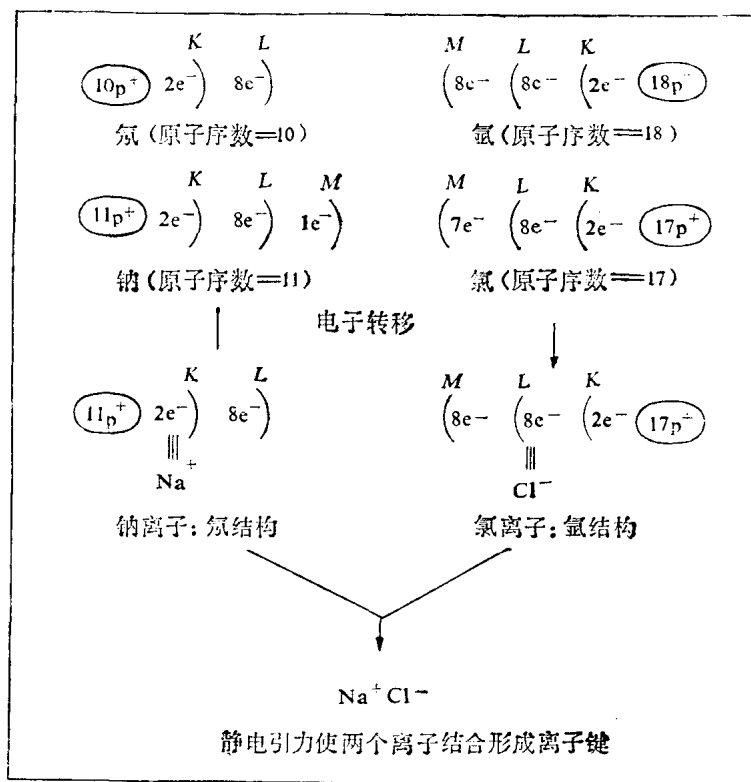 K L M L K
10p⁺ 2e⁻ 8e⁻ 8e⁻ 8e⁻ 2e⁻ 18p⁺
氖(原子序数=10) 氩(原子序数=18)
K L M M L K
11p⁺ 2e⁻ 8e⁻ 1e⁻ 7e⁻ 8e⁻ 2e⁻ 17p⁺
钠(原子序数=11) 氯(原子序数=17)
电子转移
K L M L K
11p⁺ 2e⁻ 8e⁻ 8e⁻ 8e⁻ 2e⁻ 17p⁺
Na⁺ Cl⁻
钠离子: 氖结构 氯离子: 氩结构
Na⁺Cl⁻
静电引力使两个离子结合形成离子键